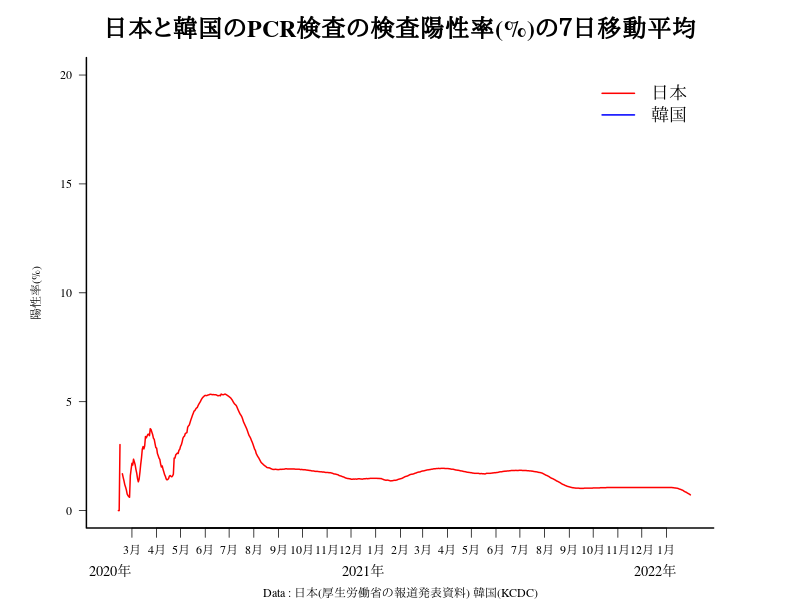 日本と韓国のPCR検査の検査陽性率(%)の7日移動平均
20
15
10
5
0
陽性率(%)
日本
韓国
3月 4月 5月 6月 7月 8月 9月 10月 11月 12月 1月 2月 3月 4月 5月 6月 7月 8月 9月 10月 11月 12月 1月
2020年 2021年 2022年
Data : 日本(厚生労働省の報道発表資料) 韓国(KCDC)